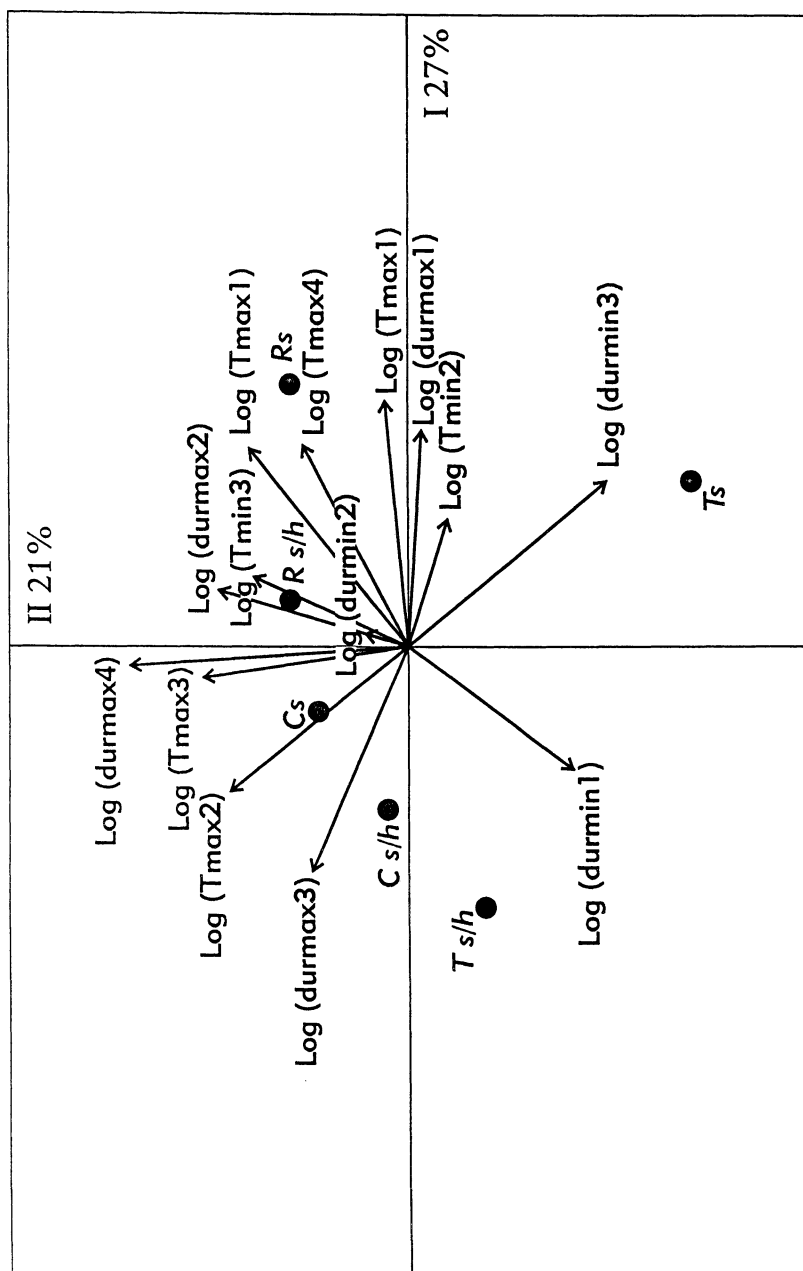 II 21%
I 27%
Log (durmax4)
Log (Tmax3)
Log (Tmax2)
Log (durmax3)
Log (durmax2)
Log (Tmin3)
Log (durmin2)
Log (Tmax1)
Log (Tmax4)
Log (Tmax1)
Log (durmax1)
Log (Tmin2)
Log (durmin3)
Log (durmin1)
Rs
R s/h
Cs
C s/h
T s/h
Ts